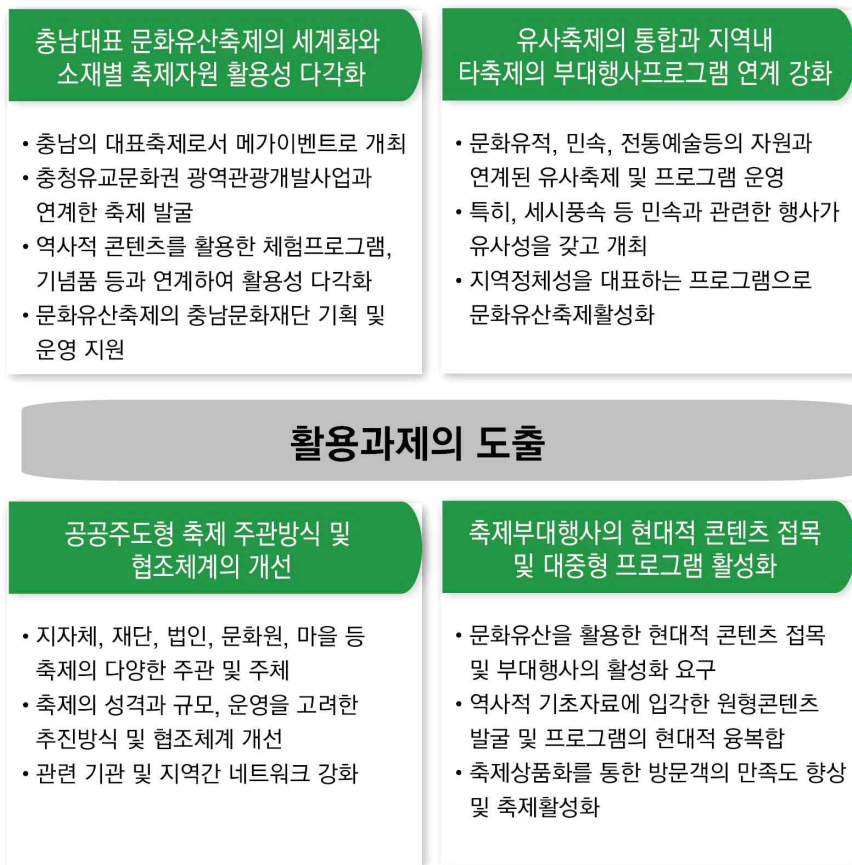 충남대표 문화유산축제의 세계화와
소재별 축제자원 활용성 다각화
• 충남의 대표축제로서 메가이벤트로 개최
• 충청유교문화권 광역관광개발사업과
연계한 축제 발굴
• 역사적 콘텐츠를 활용한 체험프로그램,
기념품 등과 연계하여 활용성 다각화
• 문화유산축제의 충남문화재단 기획 및
운영 지원
유사축제의 통합과 지역내
타축제의 부대행사프로그램 연계 강화
• 문화유적, 민속, 전통예술등의 자원과
연계된 유사축제 및 프로그램 운영
• 특히, 세시풍속 등 민속과 관련한 행사가
유사성을 갖고 개최
• 지역정체성을 대표하는 프로그램으로
문화유산축제활성화
활용과제의 도출
공공주도형 축제 주관방식 및
협조체계의 개선
• 지자체, 재단, 법인, 문화원, 마을 등
축제의 다양한 주관 및 주체
• 축제의 성격과 규모, 운영을 고려한
추진방식 및 협조체계 개선
• 관련 기관 및 지역간 네트워크 강화
축제부대행사의 현대적 콘텐츠 접목
및 대중형 프로그램 활성화
• 문화유산을 활용한 현대적 콘텐츠 접목
및 부대행사의 활성화 요구
• 역사적 기초자료에 입각한 원형콘텐츠
발굴 및 프로그램의 현대적 융복합
• 축제상품화를 통한 방문객의 만족도 향상
및 축제활성화